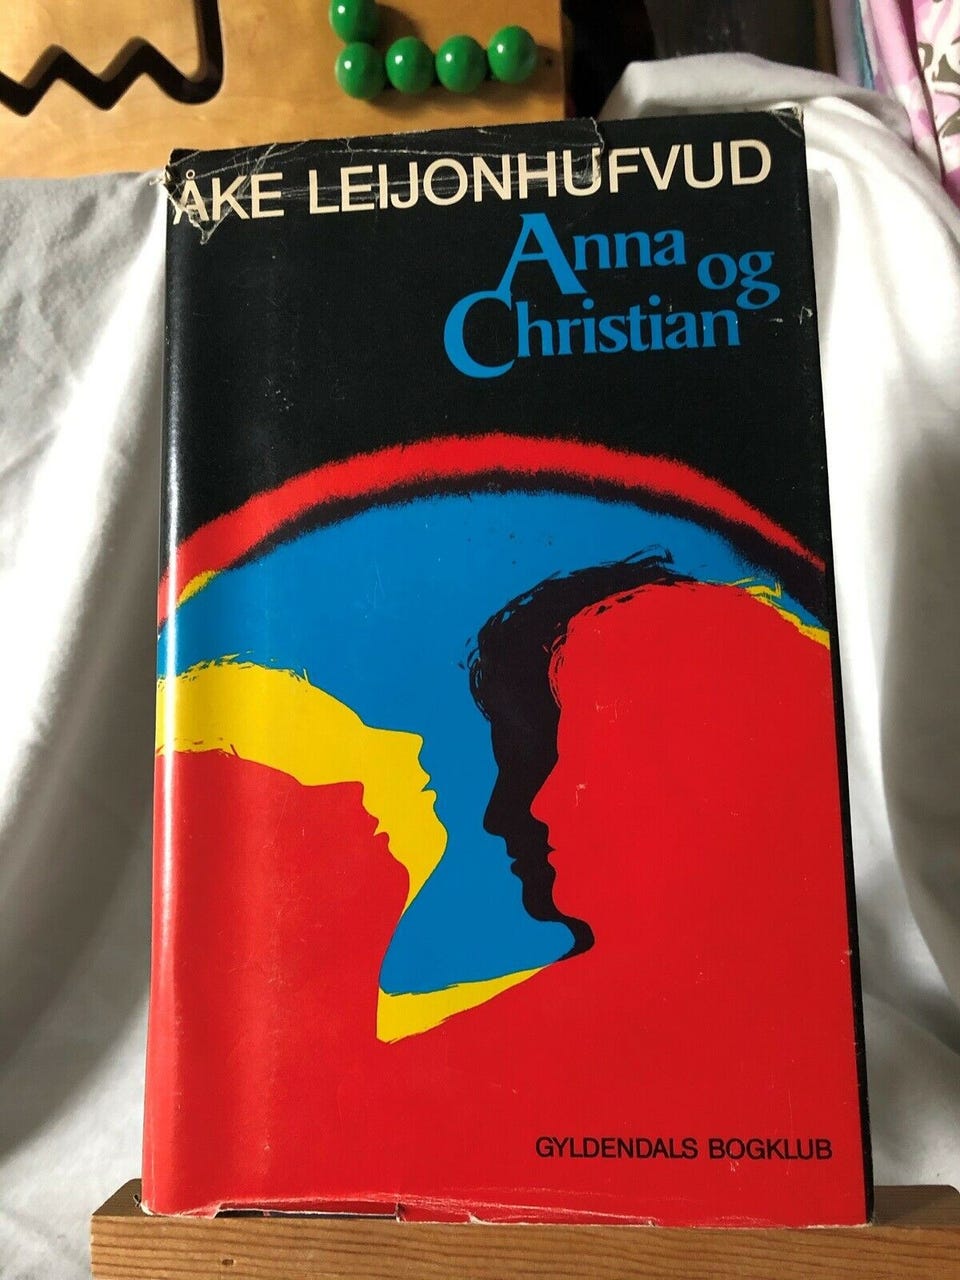 ÅKE LEIJONHUFVUD
Anna
og
Christian
GYLDENDALS BOGKLUB